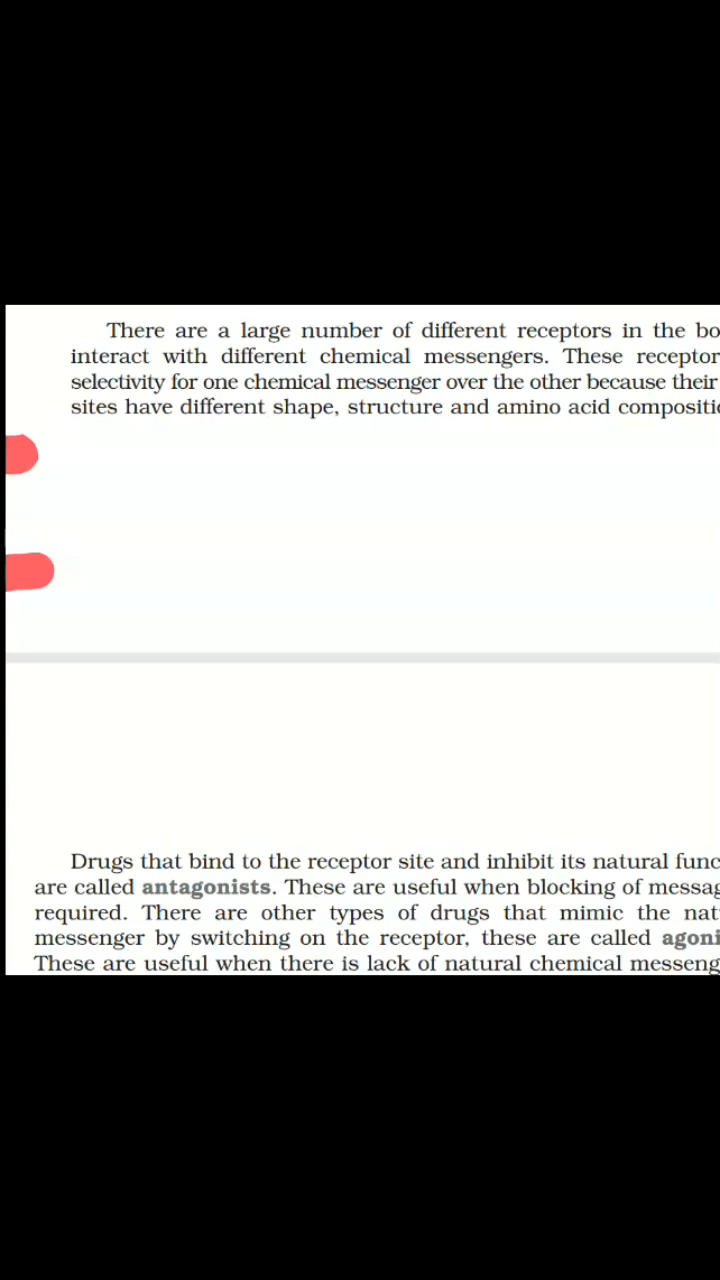 There are a large number of different receptors in the bo
interact with different chemical messengers. These receptor
selectivity for one chemical messenger over the other because their
sites have different shape, structure and amino acid compositi
Drugs that bind to the receptor site and inhibit its natural func
are called antagonists. These are useful when blocking of messag
required. There are other types of drugs that mimic the nat
messenger by switching on the receptor, these are called agoni
These are useful when there is lack of natural chemical messeng